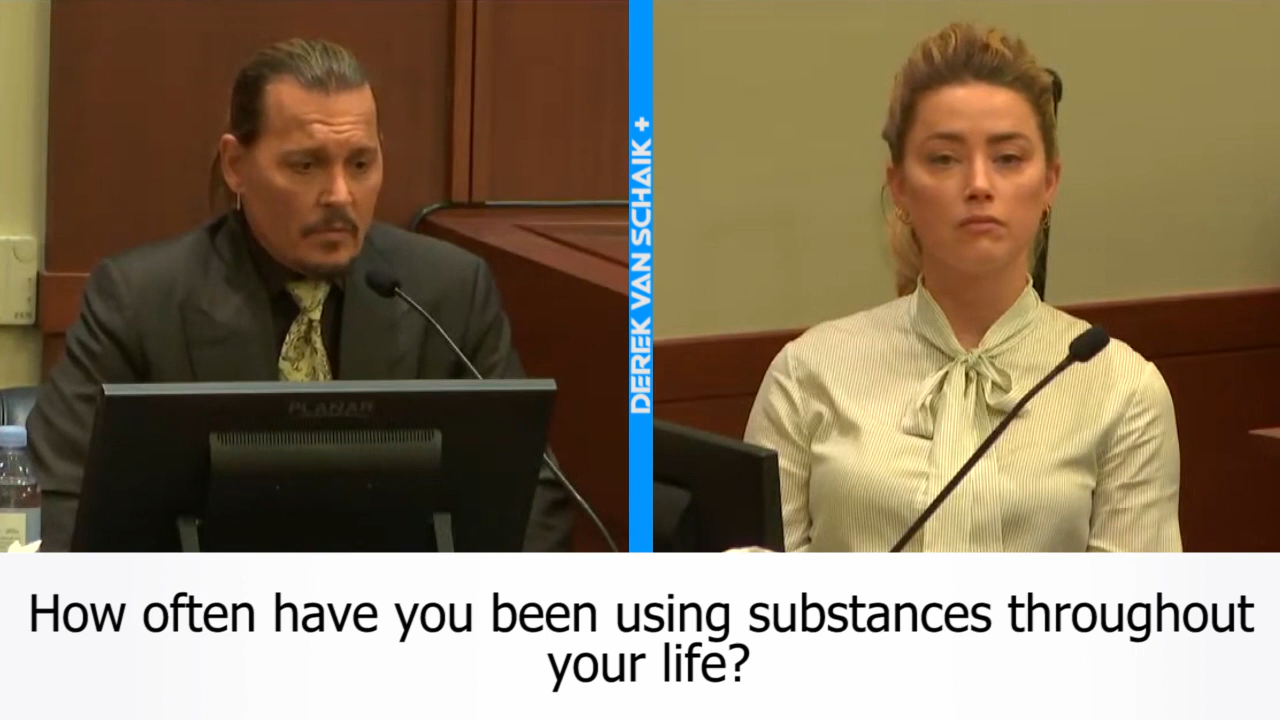 PLANAR
DEREK VAN SCHAIK +
How often have you been using substances throughout
your life?